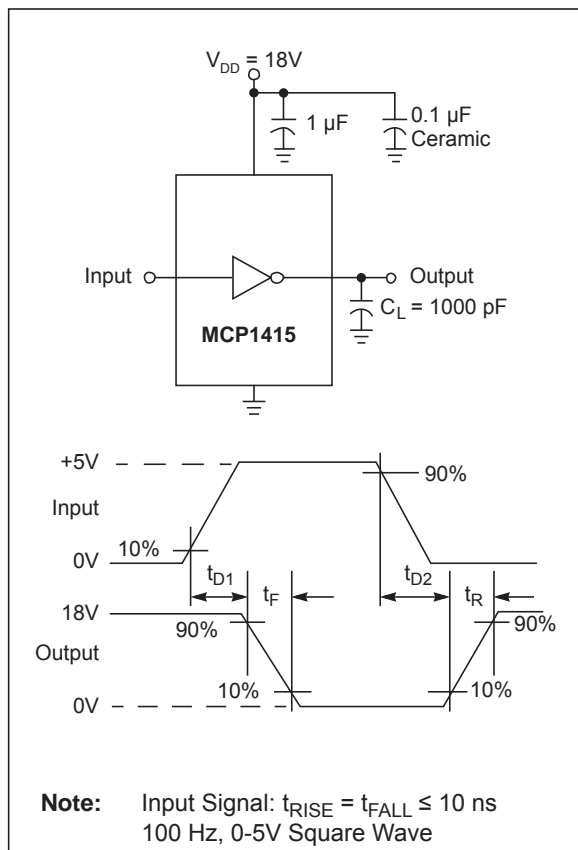 V_DD = 18V
1 µF
0.1 µF
Ceramic
Input
Output
C_L = 1000 pF
MCP1415
+5V
Input
0V
10%
90%
t_D1
t_F
t_D2
t_R
18V
Output
0V
90%
10%
90%
10%
Note: Input Signal: t_RISE = t_FALL ≤ 10 ns
100 Hz, 0-5V Square Wave